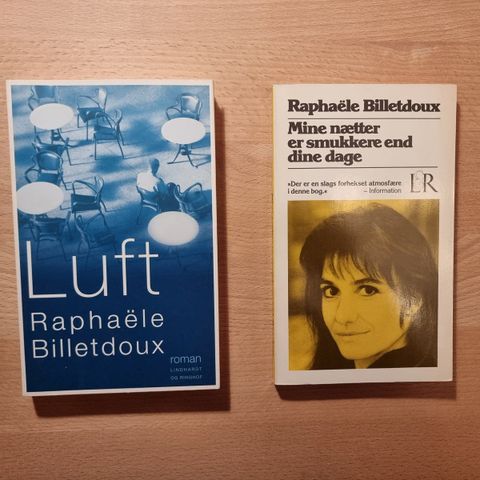 Luft
Raphaële
Billetdoux
roman
LINDHARDT
OG RINGHOF
Raphaële Billetdoux
Mine nætter
er smukkere end
dine dage
»Der er en slags forhekset atmosfære
i denne bog.«
– Information
LR